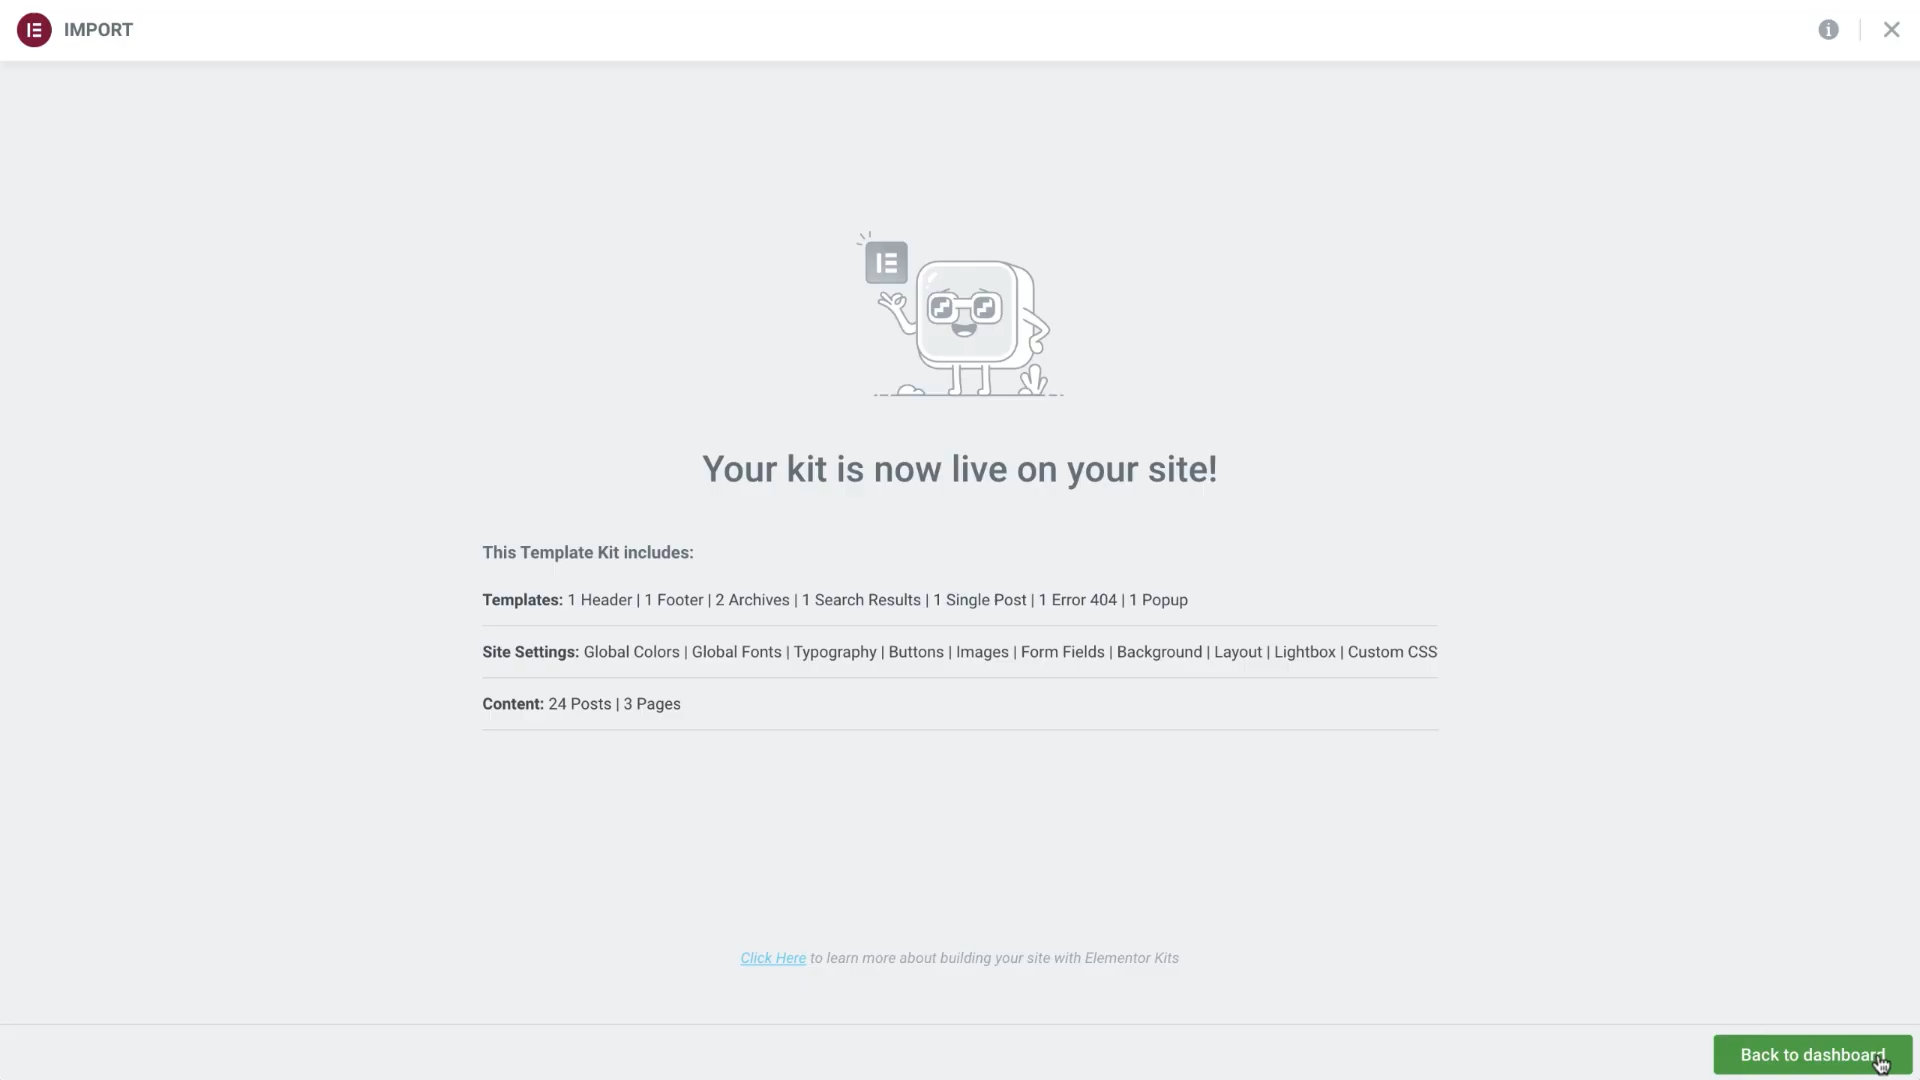 IMPORT
Your kit is now live on your site!
This Template Kit includes:
Templates: 1 Header | 1 Footer | 2 Archives | 1 Search Results | 1 Single Post | 1 Error 404 | 1 Popup
Site Settings: Global Colors | Global Fonts | Typography | Buttons | Images | Form Fields | Background | Layout | Lightbox | Custom CSS
Content: 24 Posts | 3 Pages
Click Here to learn more about building your site with Elementor Kits
Back to dashboard